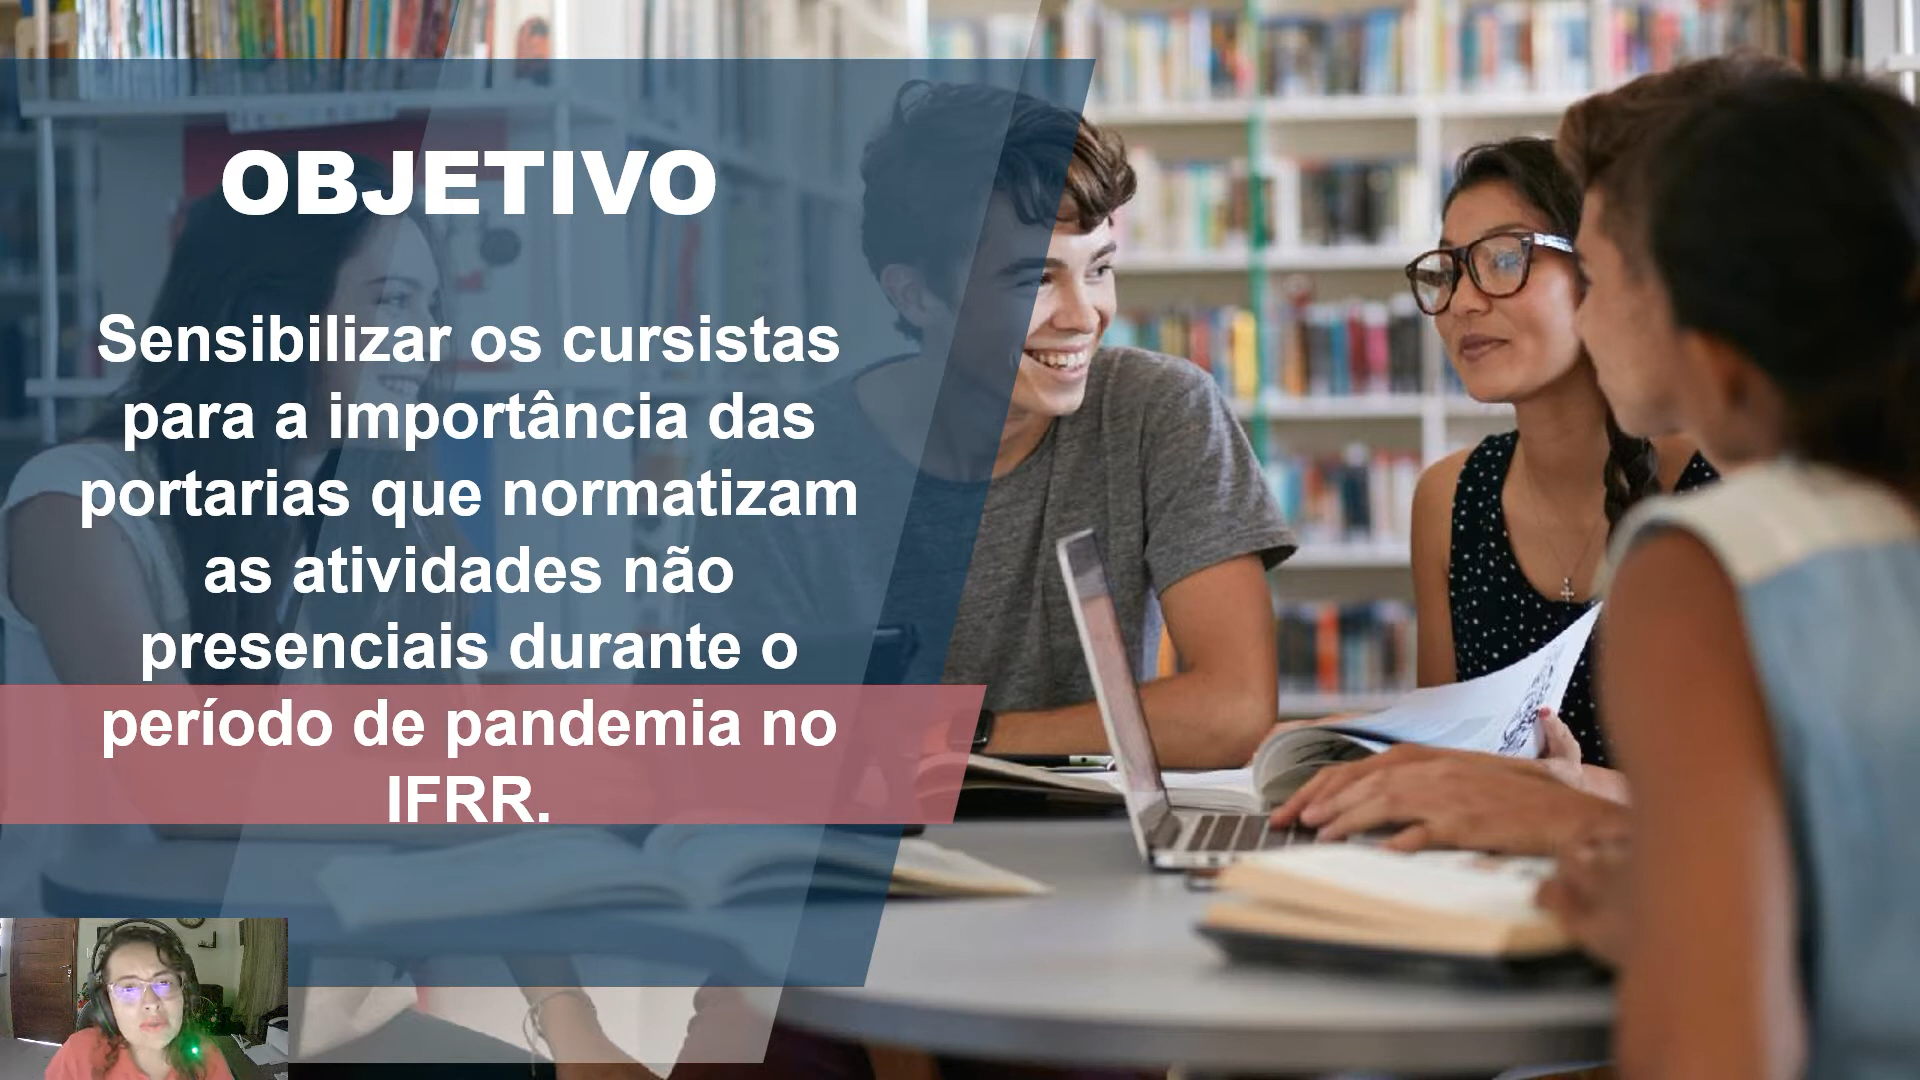 OBJETIVO
Sensibilizar os cursistas
para a importância das
portarias que normatizam
as atividades não
presenciais durante o
período de pandemia no
IFRR.